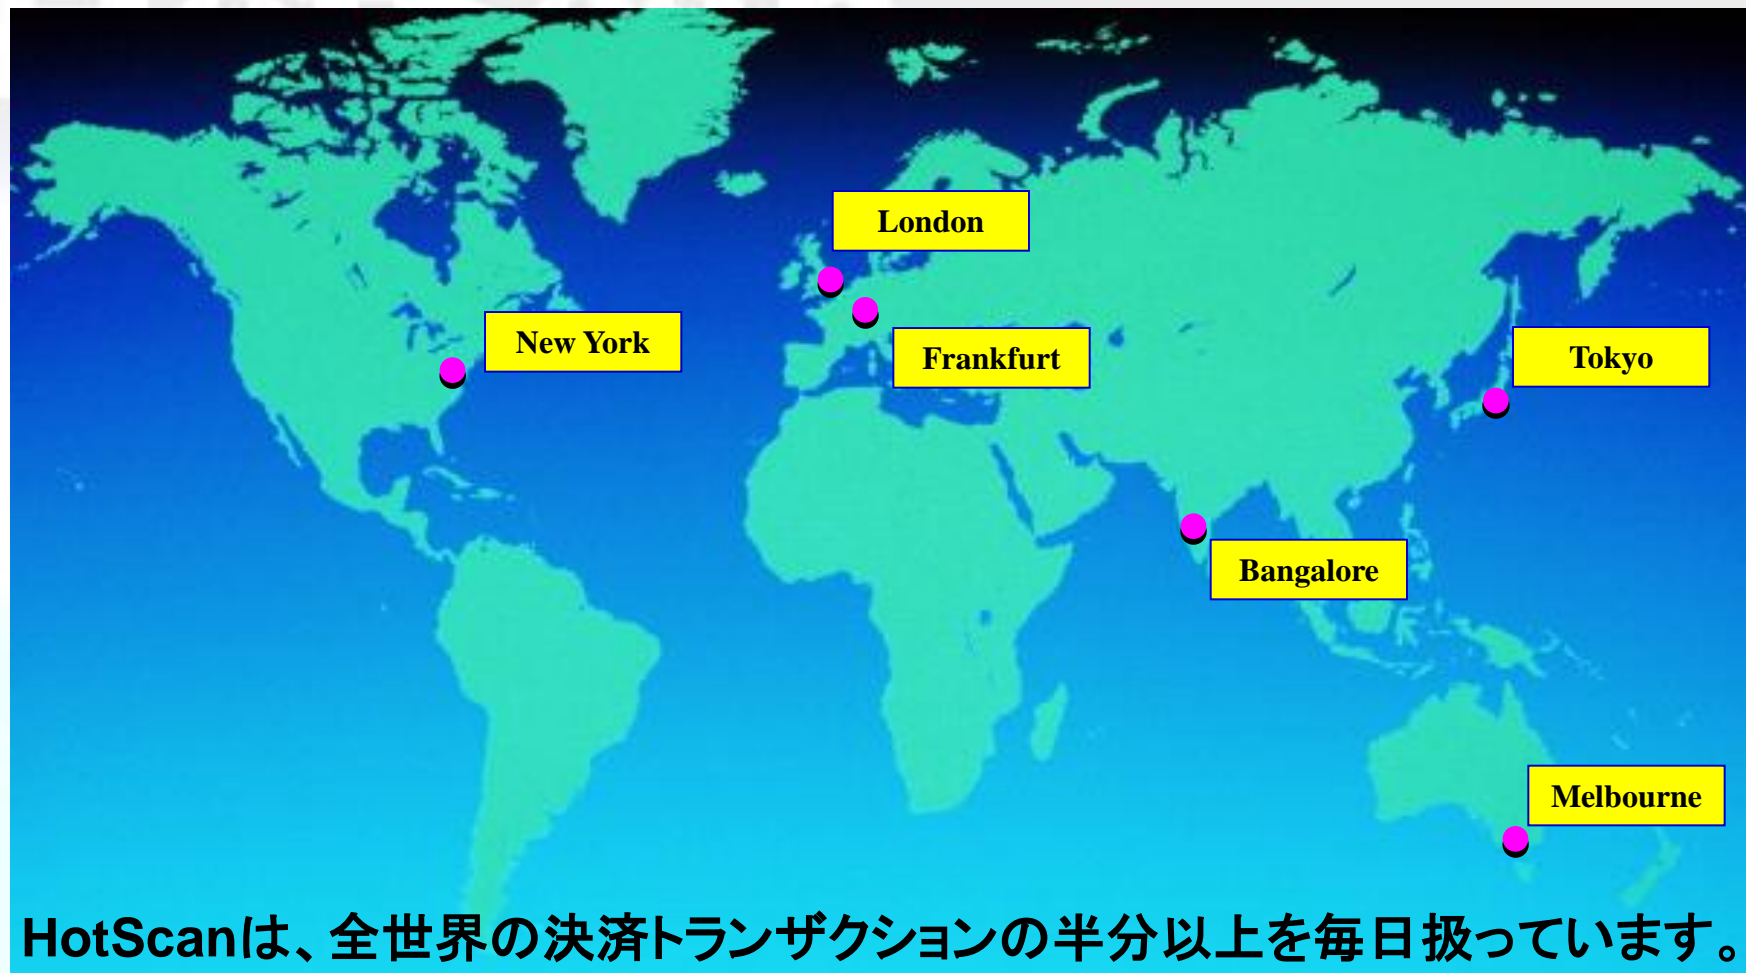 London
New York
Frankfurt
Tokyo
Bangalore
Melbourne
HotScanは、全世界の決済トランザクションの半分以上を毎日扱っています。